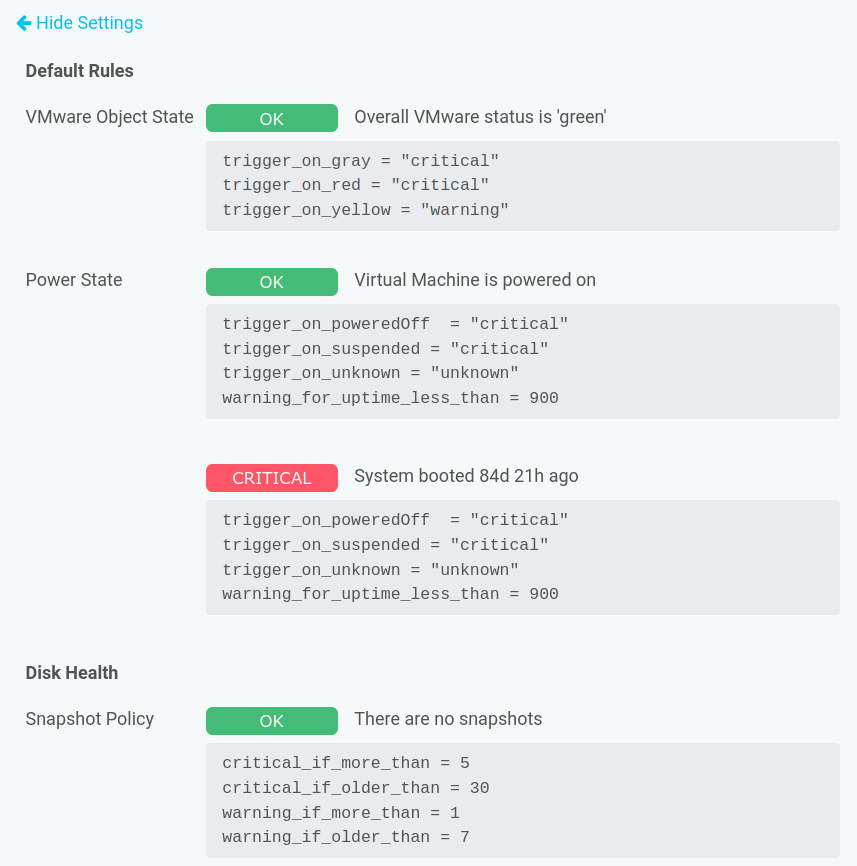 Hide Settings
Default Rules
VMware Object State OK Overall VMware status is 'green'
trigger_on_gray = "critical"
trigger_on_red = "critical"
trigger_on_yellow = "warning"
Power State OK Virtual Machine is powered on
trigger_on_poweredOff  = "critical"
trigger_on_suspended = "critical"
trigger_on_unknown = "unknown"
warning_for_uptime_less_than = 900
CRITICAL System booted 84d 21h ago
trigger_on_poweredOff  = "critical"
trigger_on_suspended = "critical"
trigger_on_unknown = "unknown"
warning_for_uptime_less_than = 900
Disk Health
Snapshot Policy OK There are no snapshots
critical_if_more_than = 5
critical_if_older_than = 30
warning_if_more_than = 1
warning_if_older_than = 7